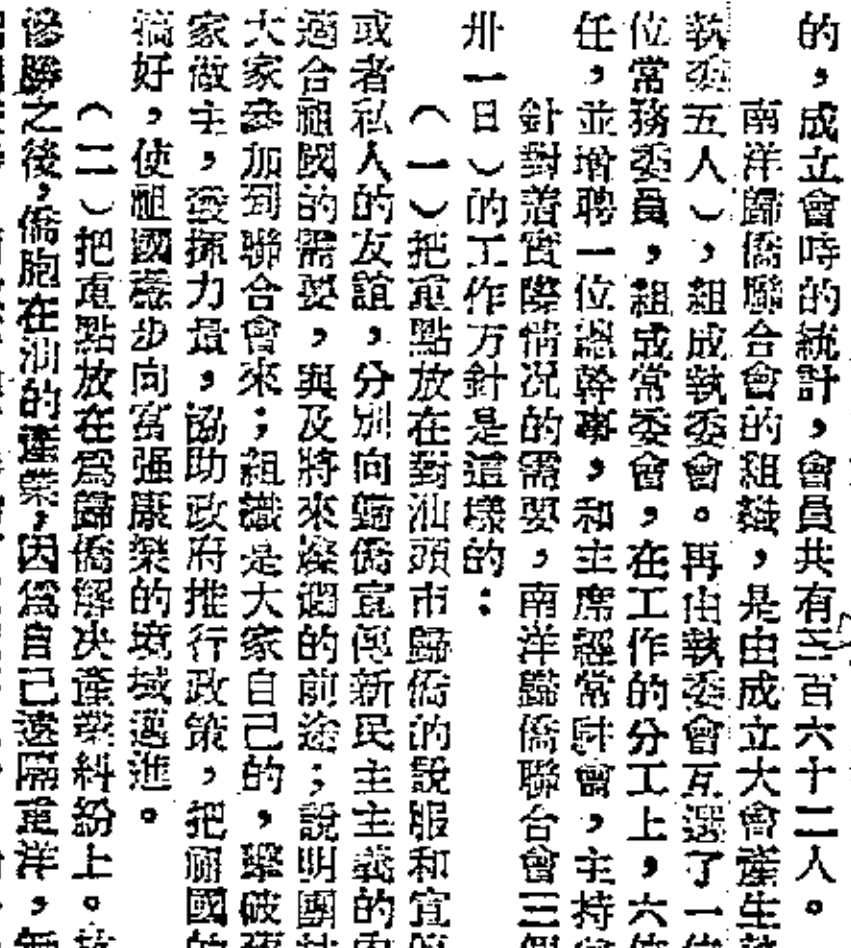 的，成立會時的統計，會員共有三百六十二人。
南洋歸僑聯合會的組織，是由成立大會產生
執委五人），組成執委會。再由執委會互選了一
位常務委員，組成常委會，在工作的分工上，六
任，並增聘一位總幹事，和主席經常駐會，主持
針對着實際情況的需要，南洋歸僑聯合會三個
卅一日）的工作方針是這樣的：
（一）把重點放在對汕頭市歸僑的說服和宣
或者私人的友誼，分別向歸僑宣傳新民主主義的
適合祖國的需要，與及將來燦爛的前途；說明團
大家參加到聯合會來；組織是大家自己的，擊破
家做主，發揮力量，協助政府推行政策，把祖國
搞好，使祖國穩步向富强康樂的境域邁進。
（二）把重點放在爲歸僑解決產業糾紛上。
慘勝之後，僑胞在汕的產業，因爲自己遠隔重洋，無